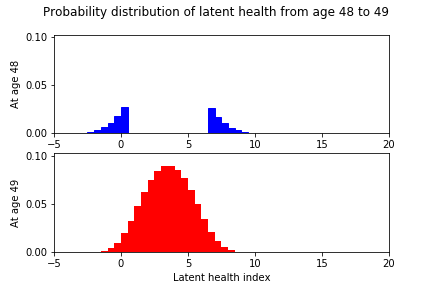 Probability distribution of latent health from age 48 to 49
0.10
0.05
0.00
At age 48
−5 0 5 10 15 20
0.10
0.05
0.00
At age 49
−5 0 5 10 15 20
Latent health index